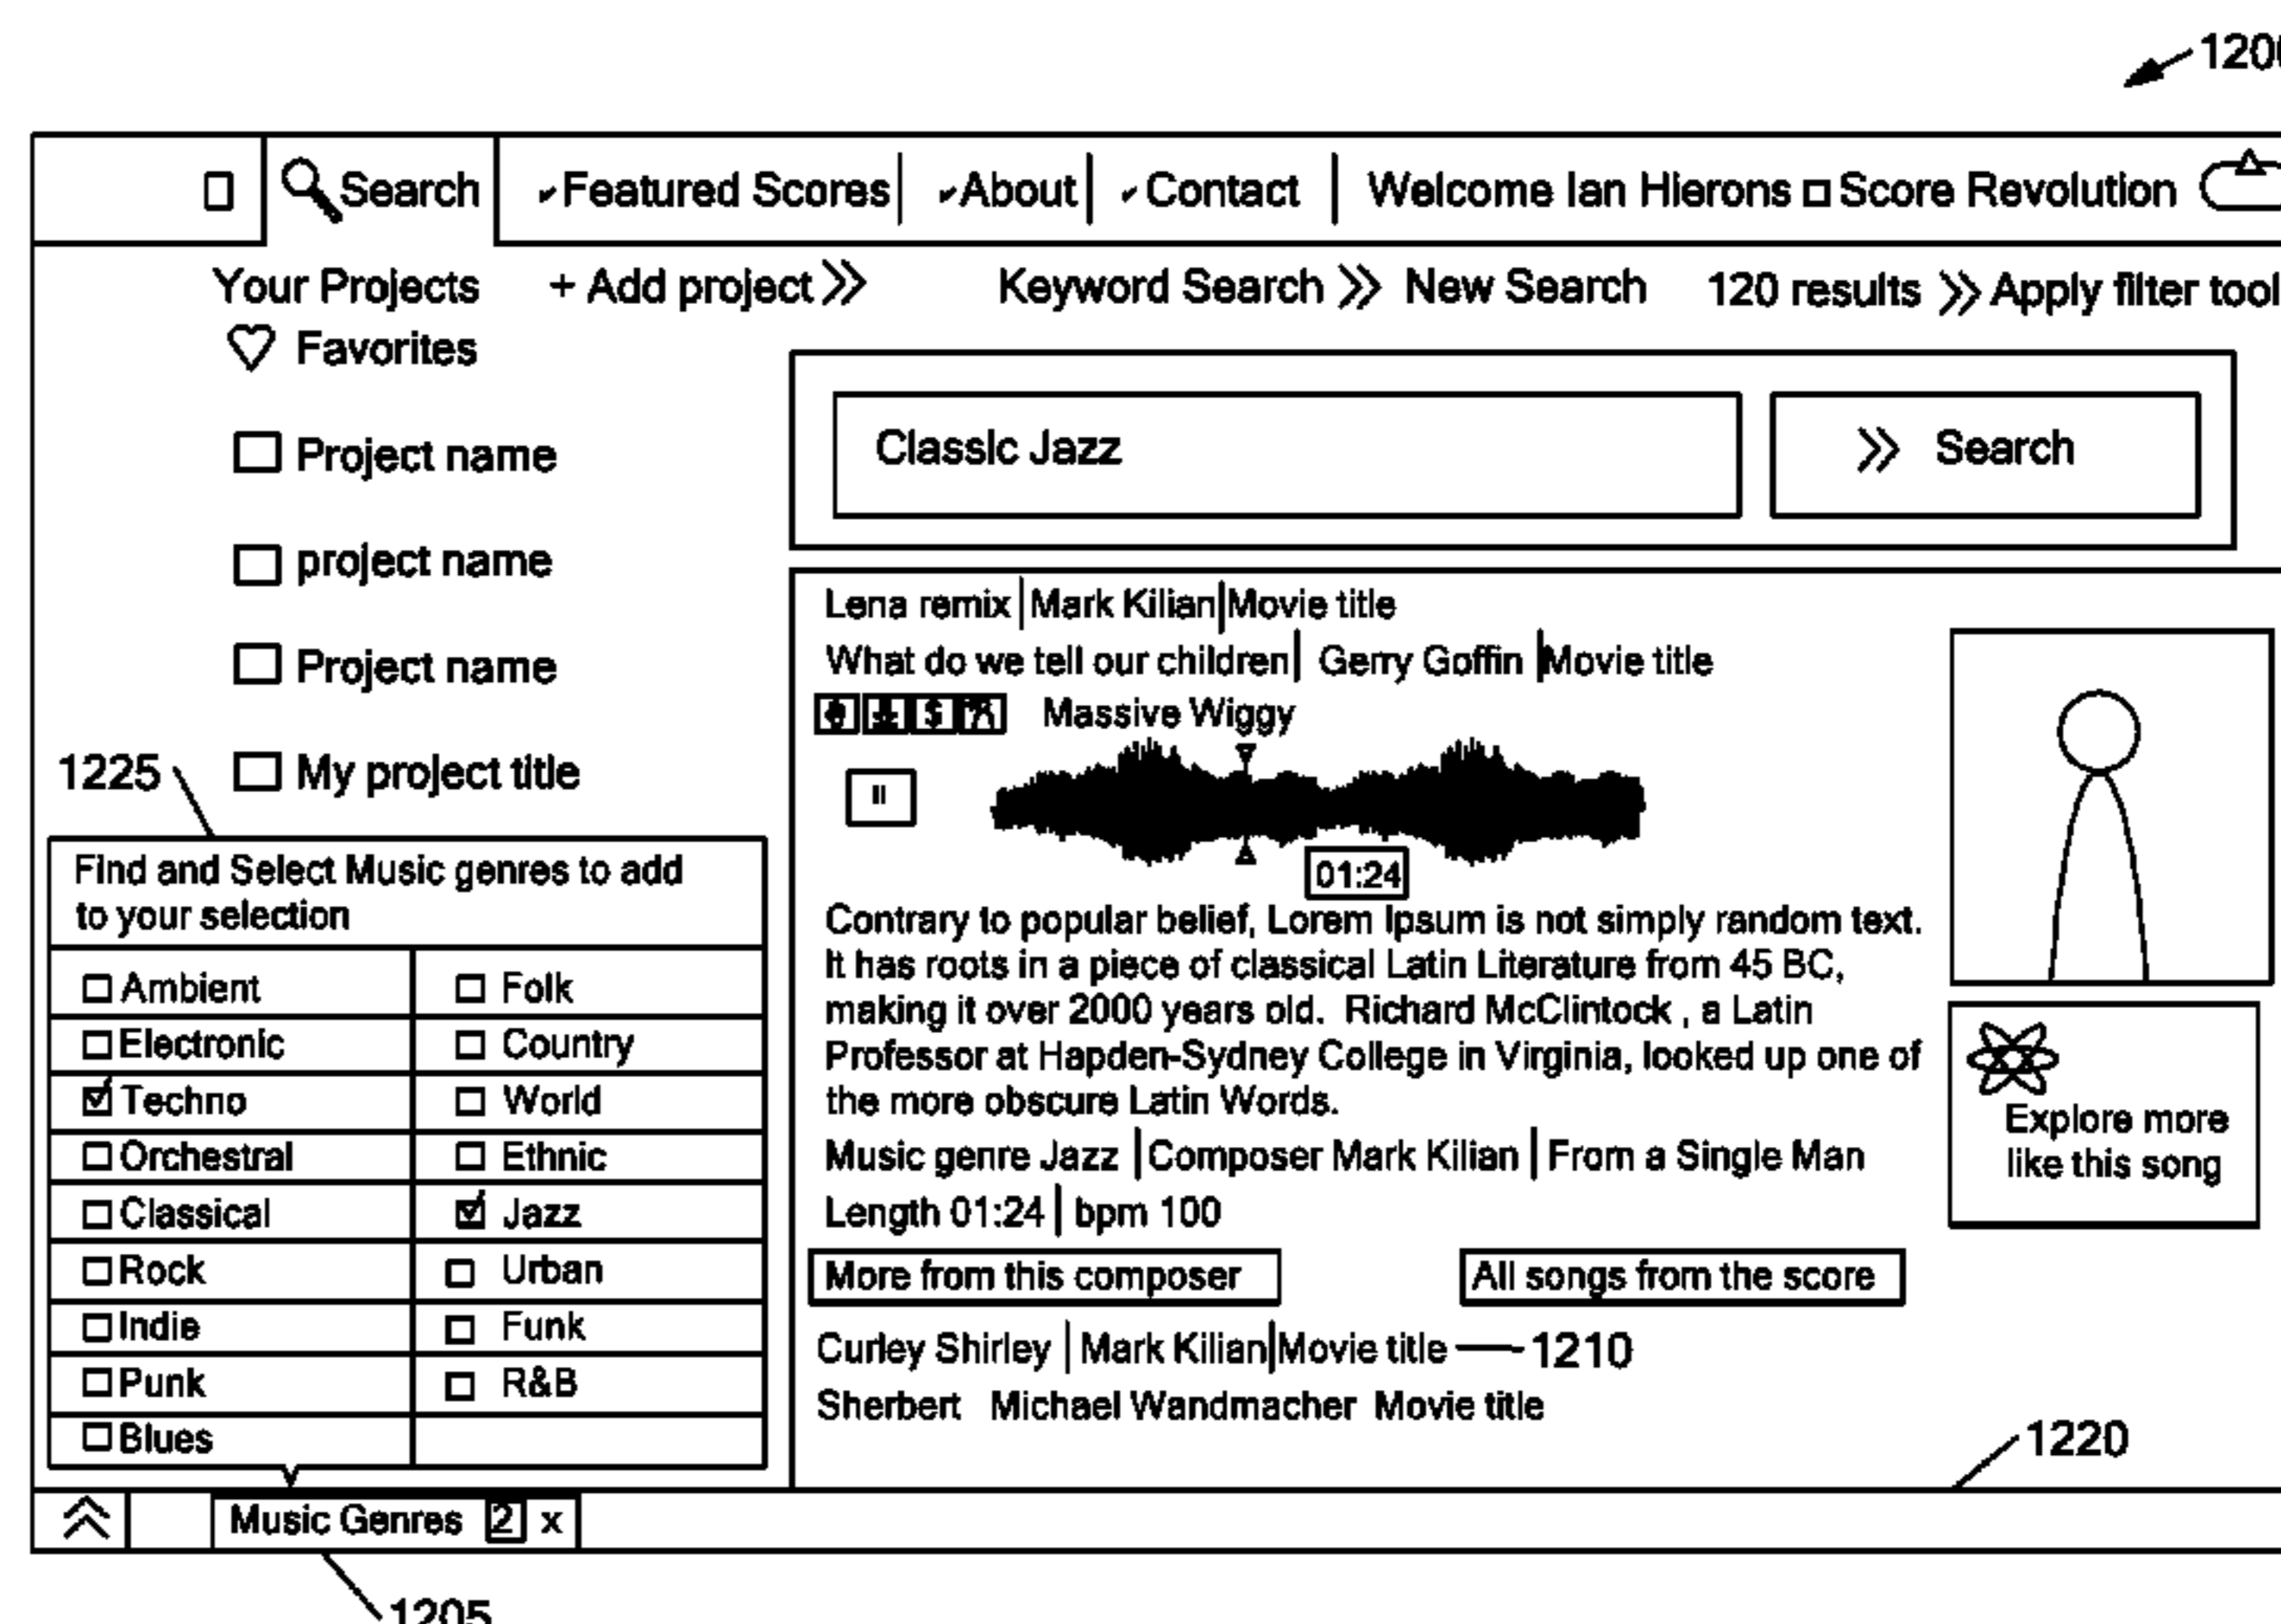 1200
Search Featured Scores About Contact Welcome Ian Hierons Score Revolution
Your Projects + Add project >> Keyword Search >> New Search 120 results >> Apply filter tool
Favorites
Classic Jazz >> Search
Project name
project name
Project name
My project title
1225
Find and Select Music genres to add
to your selection
Ambient Folk
Electronic Country
Techno World
Orchestral Ethnic
Classical Jazz
Rock Urban
Indie Funk
Punk R&B
Blues
Lena remix | Mark Kilian | Movie title
What do we tell our children | Gerry Goffin | Movie title
$ Massive Wiggy
01:24
Contrary to popular belief, Lorem Ipsum is not simply random text.
It has roots in a piece of classical Latin Literature from 45 BC,
making it over 2000 years old. Richard McClintock , a Latin
Professor at Hapden-Sydney College in Virginia, looked up one of
the more obscure Latin Words.
Music genre Jazz | Composer Mark Kilian | From a Single Man
Length 01:24 | bpm 100
More from this composer All songs from the score
Curley Shirley | Mark Kilian | Movie title 1210
Sherbert Michael Wandmacher Movie title
Explore more
like this song
1220
Music Genres 2 x
1205